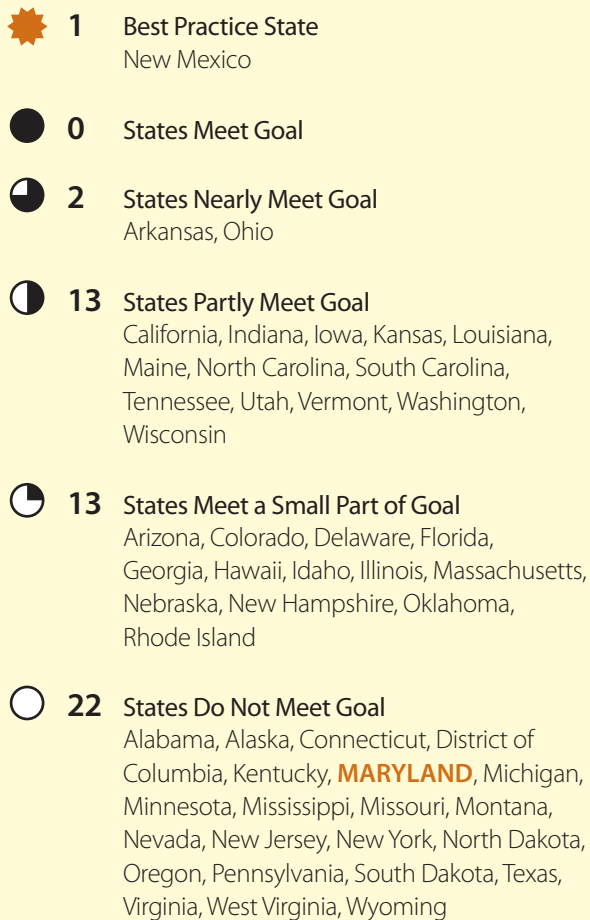 1 Best Practice State
New Mexico
0 States Meet Goal
2 States Nearly Meet Goal
Arkansas, Ohio
13 States Partly Meet Goal
California, Indiana, Iowa, Kansas, Louisiana,
Maine, North Carolina, South Carolina,
Tennessee, Utah, Vermont, Washington,
Wisconsin
13 States Meet a Small Part of Goal
Arizona, Colorado, Delaware, Florida,
Georgia, Hawaii, Idaho, Illinois, Massachusetts,
Nebraska, New Hampshire, Oklahoma,
Rhode Island
22 States Do Not Meet Goal
Alabama, Alaska, Connecticut, District of
Columbia, Kentucky, MARYLAND, Michigan,
Minnesota, Mississippi, Missouri, Montana,
Nevada, New Jersey, New York, North Dakota,
Oregon, Pennsylvania, South Dakota, Texas,
Virginia, West Virginia, Wyoming